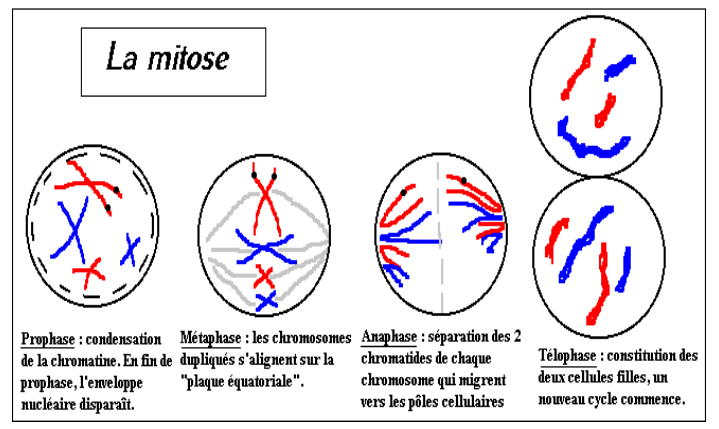 La mitose
Prophase : condensation
de la chromatine. En fin de
prophase, l'enveloppe
nucléaire disparaît.
Métaphase : les chromosomes
dupliqués s'alignent sur la
"plaque équatoriale".
Anaphase : séparation des 2
chromatides de chaque
chromosome qui migrent
vers les pôles cellulaires
Télophase : constitution des
deux cellules filles, un
nouveau cycle commence.